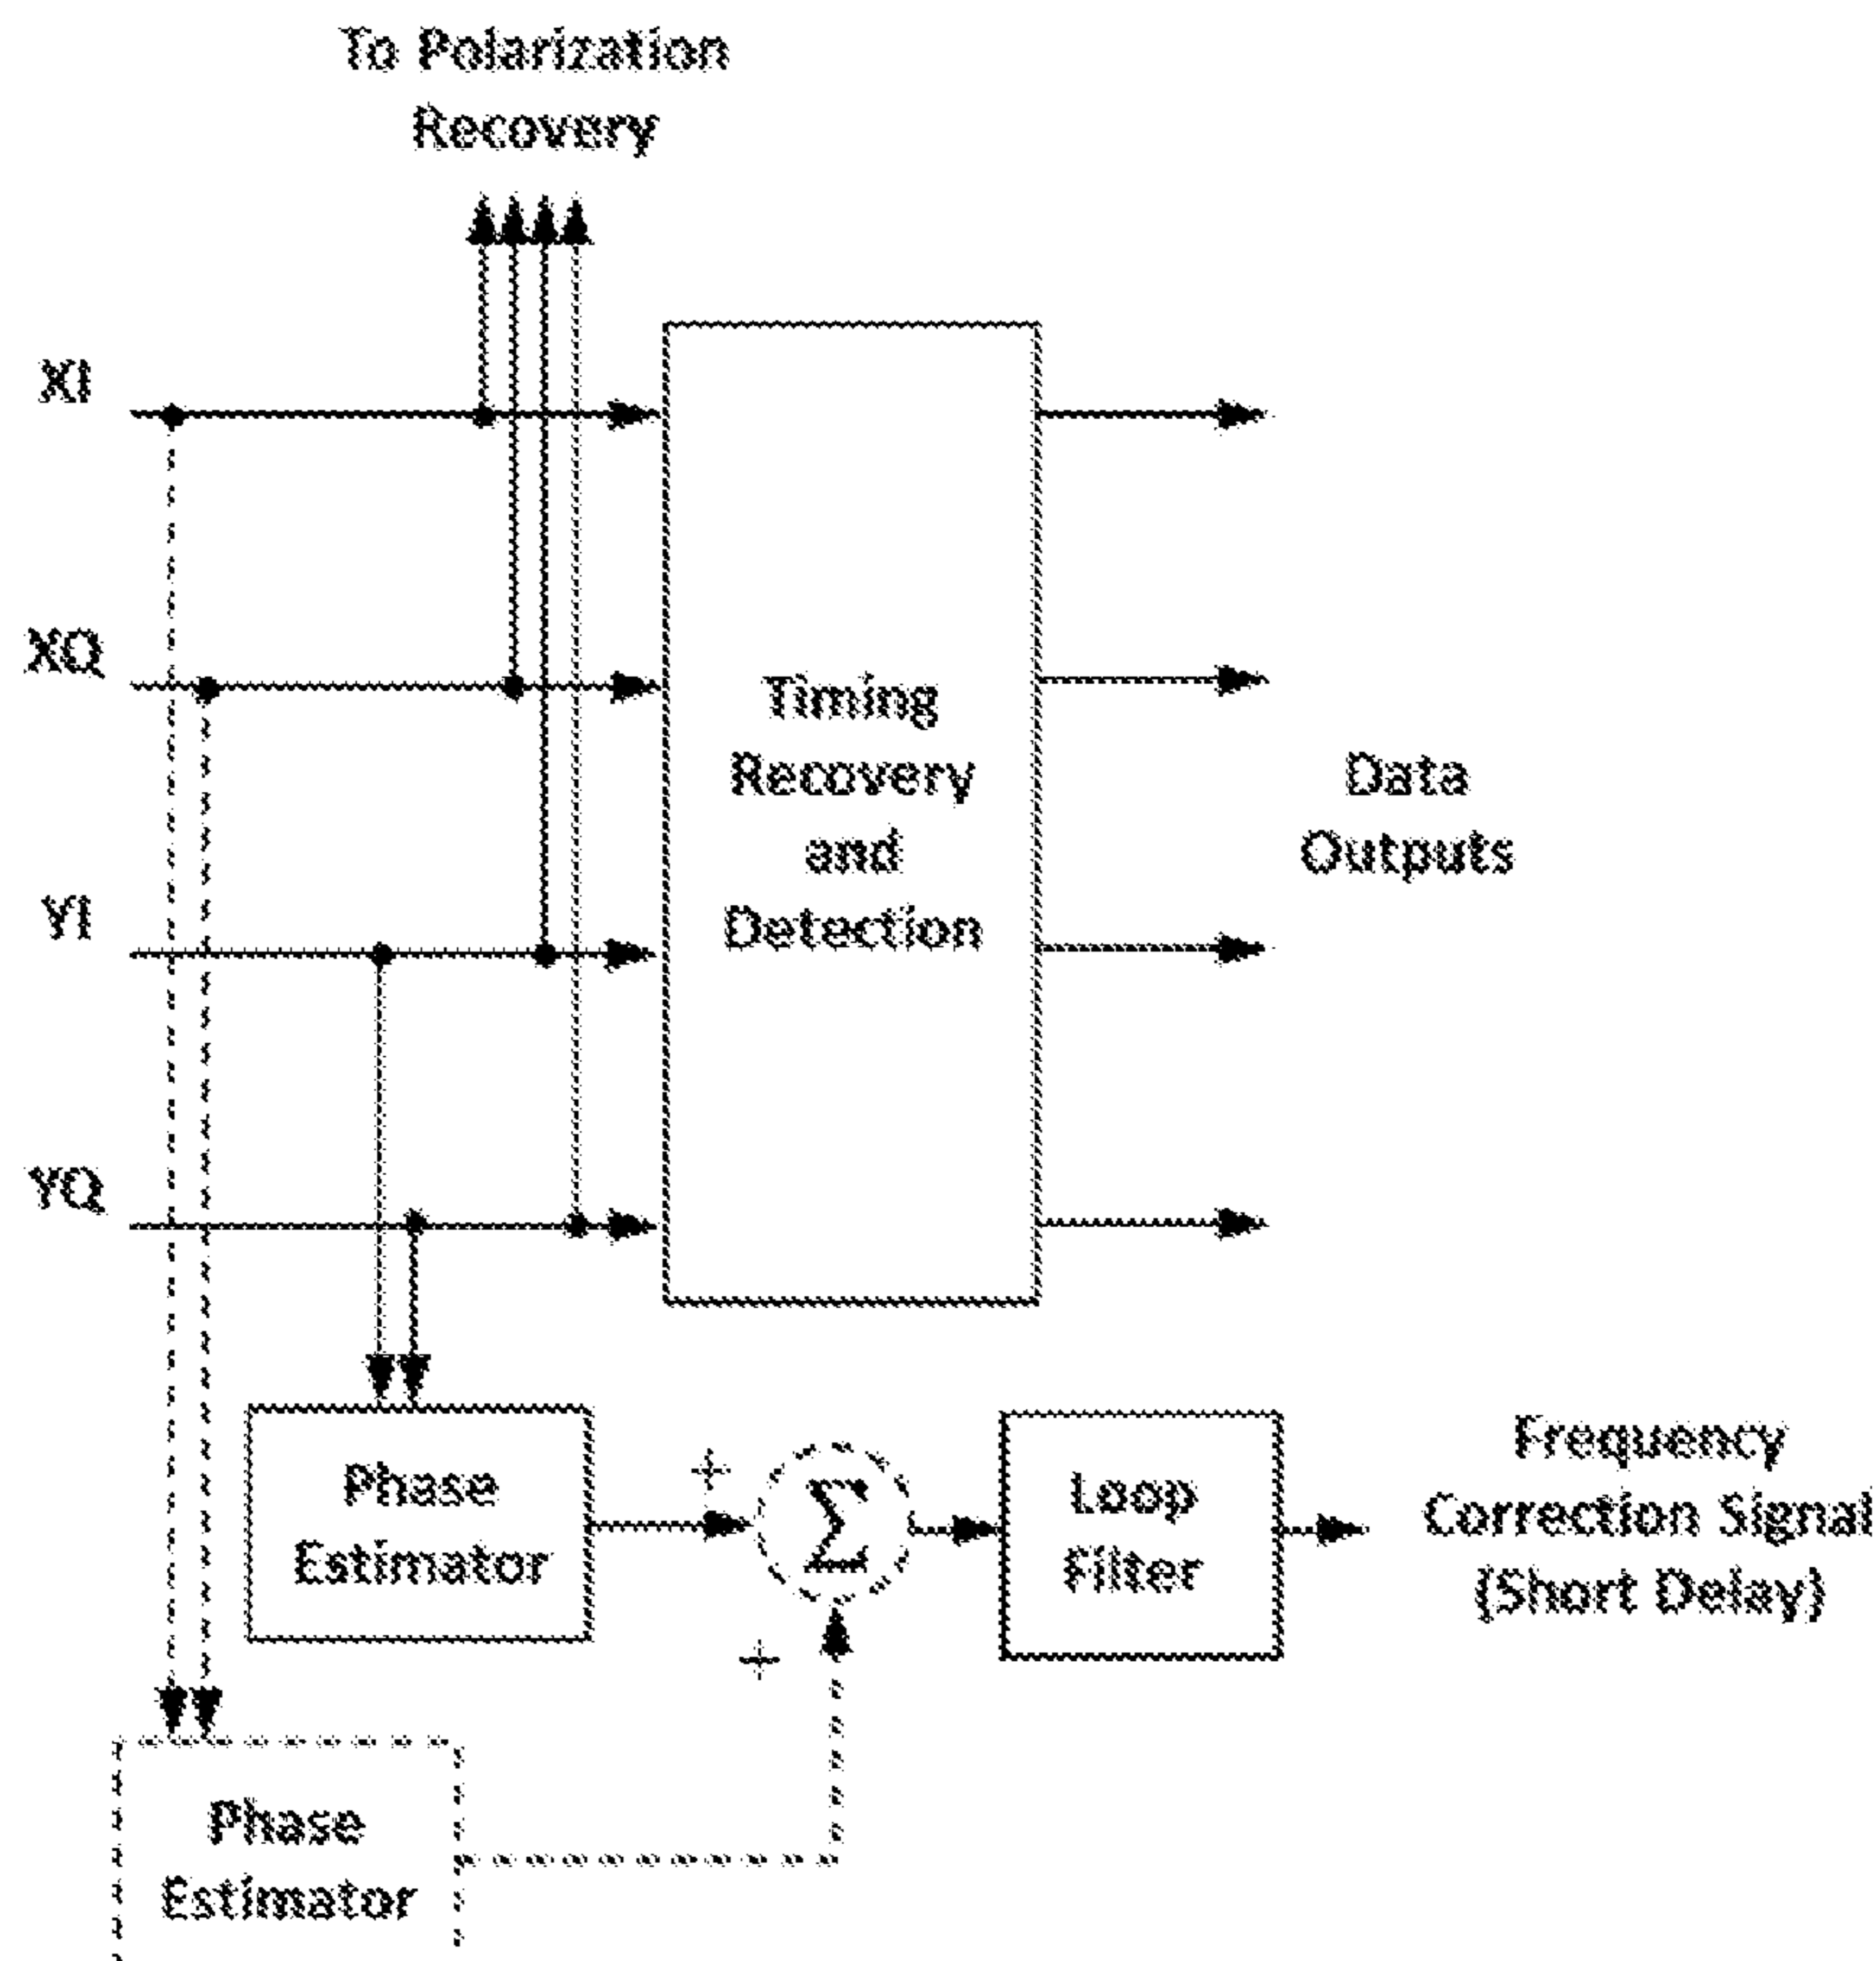 To Polarization
Recovery
XI
XQ
YI
YQ
Timing
Recovery
and
Detection
Data
Outputs
Phase
Estimator
+
Σ
+
Loop
Filter
Frequency
Correction Signal
(Short Delay)
Phase
Estimator